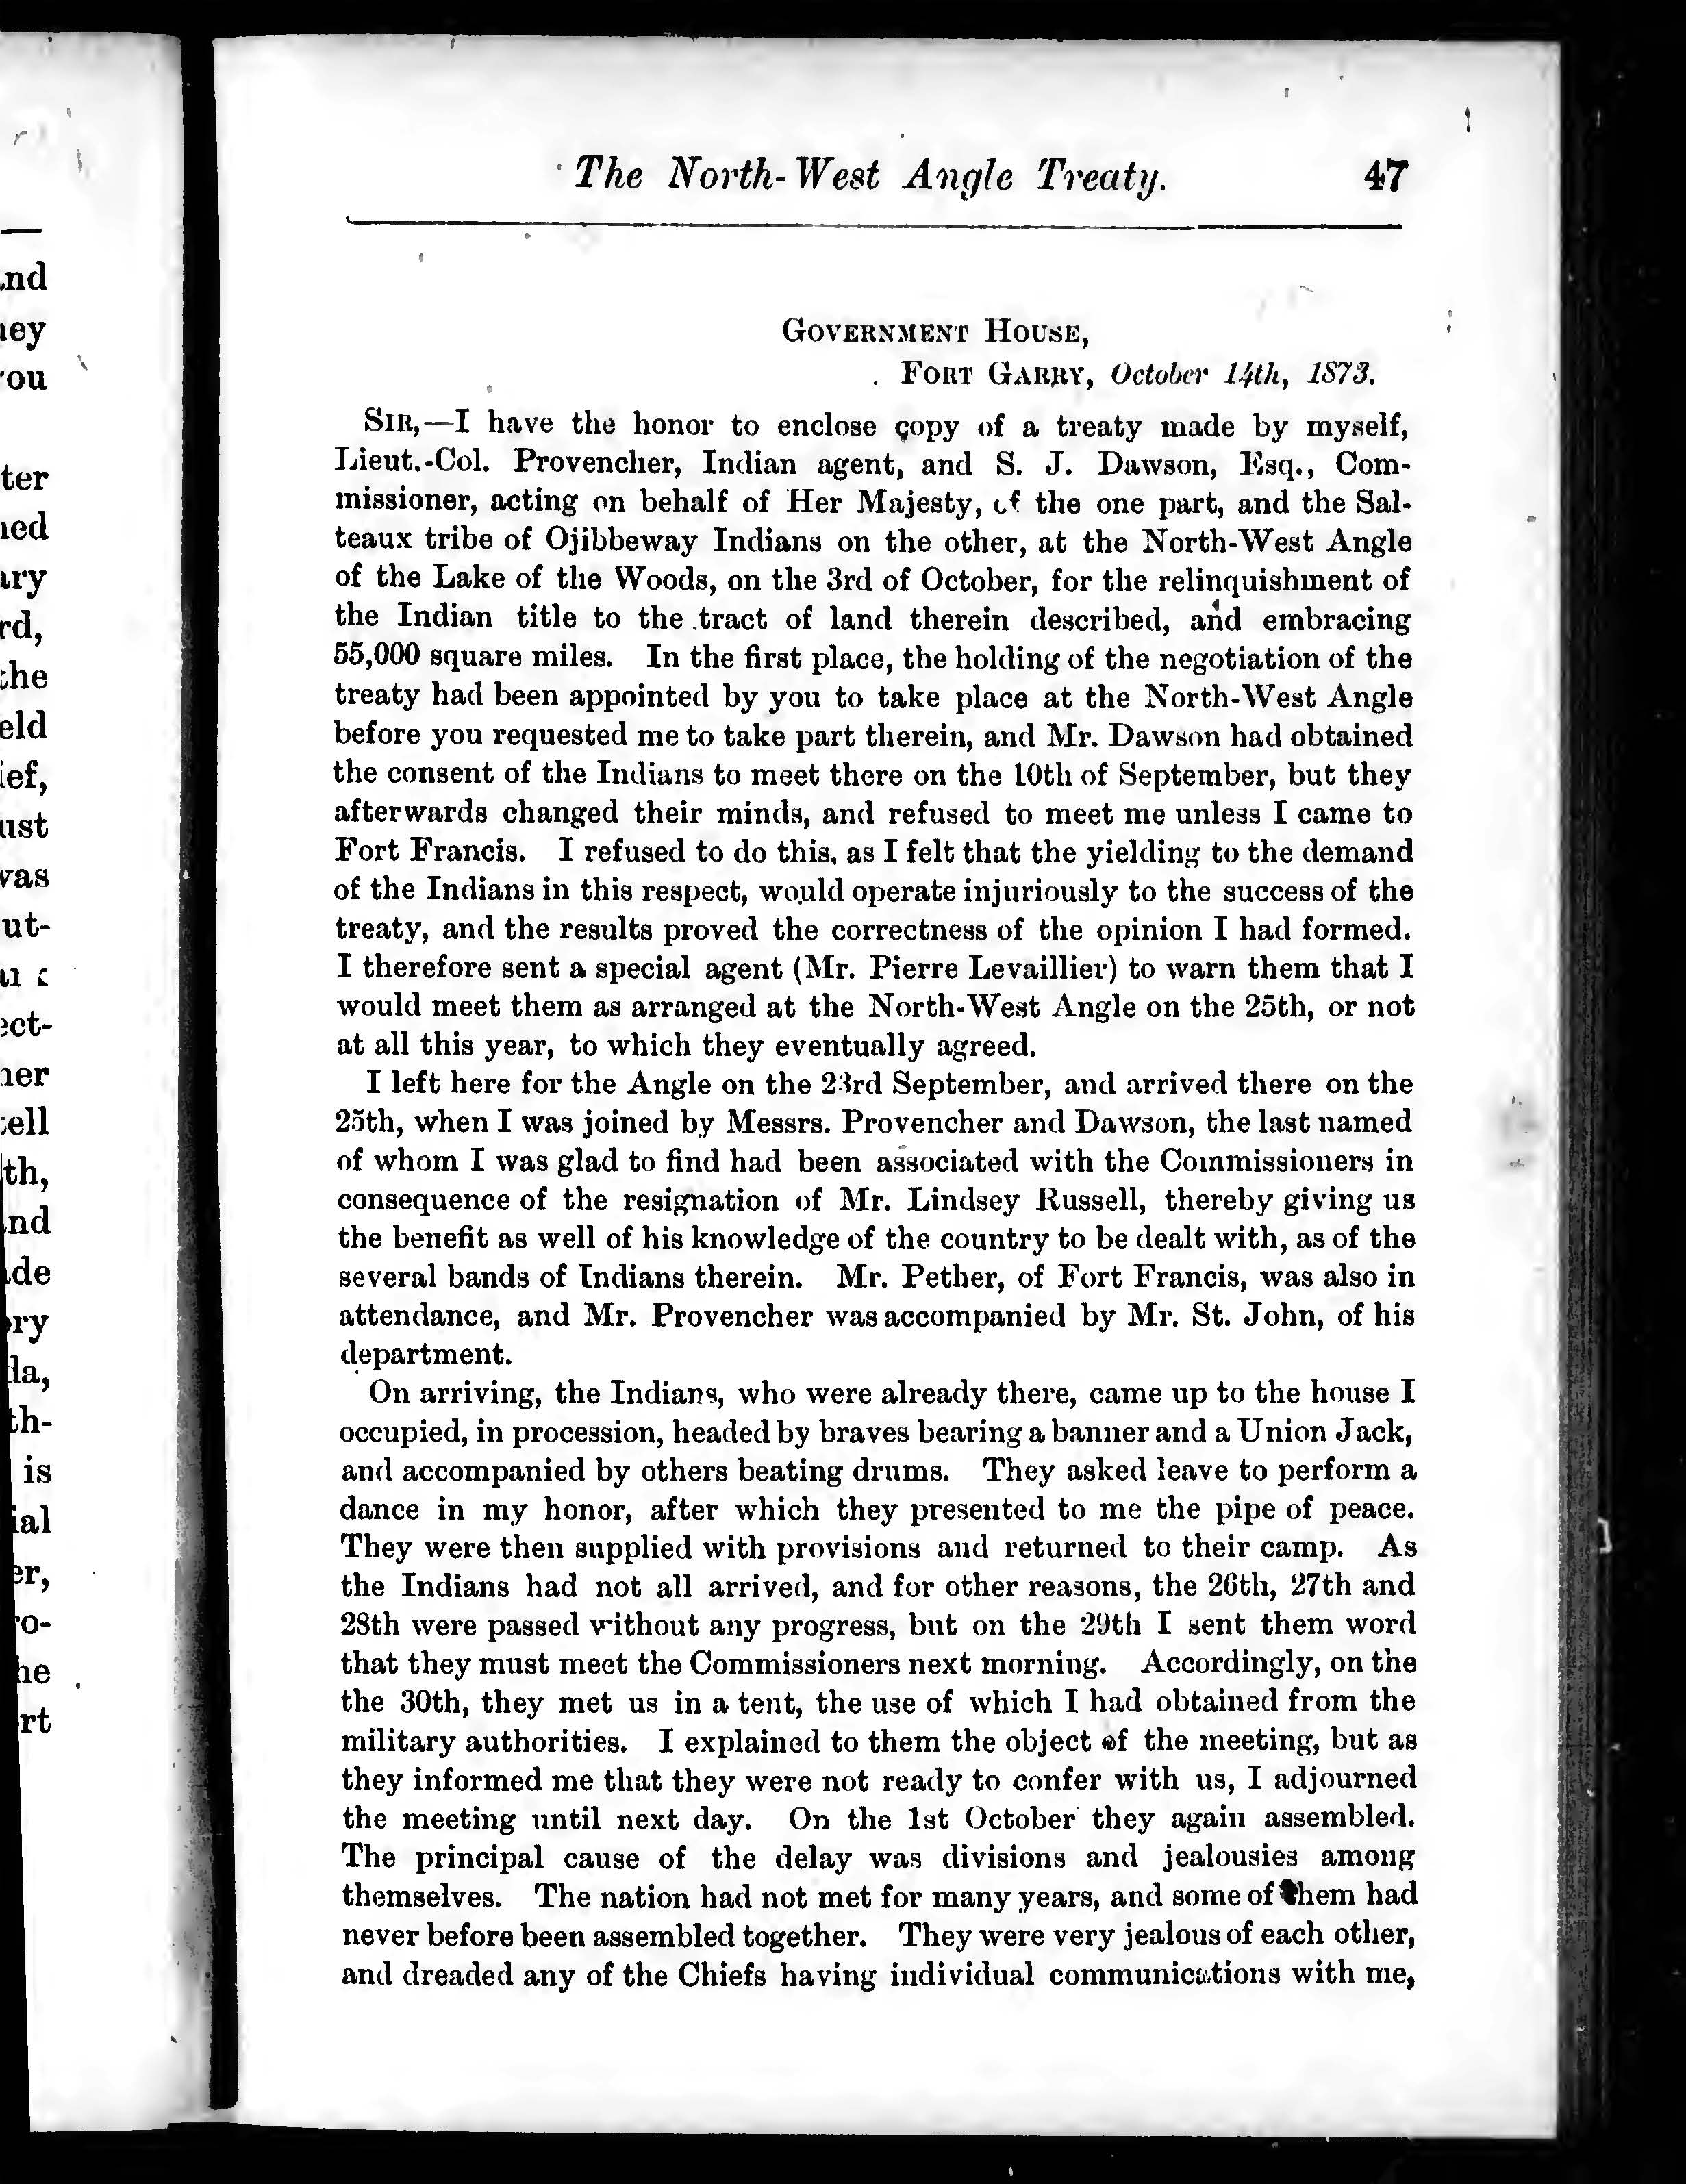 The North-West Angle Treaty. 47
GOVERNMENT HOUSE,
FORT GARRY, October 14th, 1873.
SIR,—I have the honor to enclose copy of a treaty made by myself,
Lieut.-Col. Provencher, Indian agent, and S. J. Dawson, Esq., Com-
missioner, acting on behalf of Her Majesty, of the one part, and the Sal-
teaux tribe of Ojibbeway Indians on the other, at the North-West Angle
of the Lake of the Woods, on the 3rd of October, for the relinquishment of
the Indian title to the tract of land therein described, and embracing
55,000 square miles. In the first place, the holding of the negotiation of the
treaty had been appointed by you to take place at the North-West Angle
before you requested me to take part therein, and Mr. Dawson had obtained
the consent of the Indians to meet there on the 10th of September, but they
afterwards changed their minds, and refused to meet me unless I came to
Fort Francis. I refused to do this, as I felt that the yielding to the demand
of the Indians in this respect, would operate injuriously to the success of the
treaty, and the results proved the correctness of the opinion I had formed.
I therefore sent a special agent (Mr. Pierre Levaillier) to warn them that I
would meet them as arranged at the North-West Angle on the 25th, or not
at all this year, to which they eventually agreed.
I left here for the Angle on the 23rd September, and arrived there on the
25th, when I was joined by Messrs. Provencher and Dawson, the last named
of whom I was glad to find had been associated with the Commissioners in
consequence of the resignation of Mr. Lindsey Russell, thereby giving us
the benefit as well of his knowledge of the country to be dealt with, as of the
several bands of Indians therein. Mr. Pether, of Fort Francis, was also in
attendance, and Mr. Provencher was accompanied by Mr. St. John, of his
department.
On arriving, the Indians, who were already there, came up to the house I
occupied, in procession, headed by braves bearing a banner and a Union Jack,
and accompanied by others beating drums. They asked leave to perform a
dance in my honor, after which they presented to me the pipe of peace.
They were then supplied with provisions and returned to their camp. As
the Indians had not all arrived, and for other reasons, the 26th, 27th and
28th were passed without any progress, but on the 29th I sent them word
that they must meet the Commissioners next morning. Accordingly, on the
the 30th, they met us in a tent, the use of which I had obtained from the
military authorities. I explained to them the object of the meeting, but as
they informed me that they were not ready to confer with us, I adjourned
the meeting until next day. On the 1st October they again assembled.
The principal cause of the delay was divisions and jealousies among
themselves. The nation had not met for many years, and some of them had
never before been assembled together. They were very jealous of each other,
and dreaded any of the Chiefs having individual communications with me,